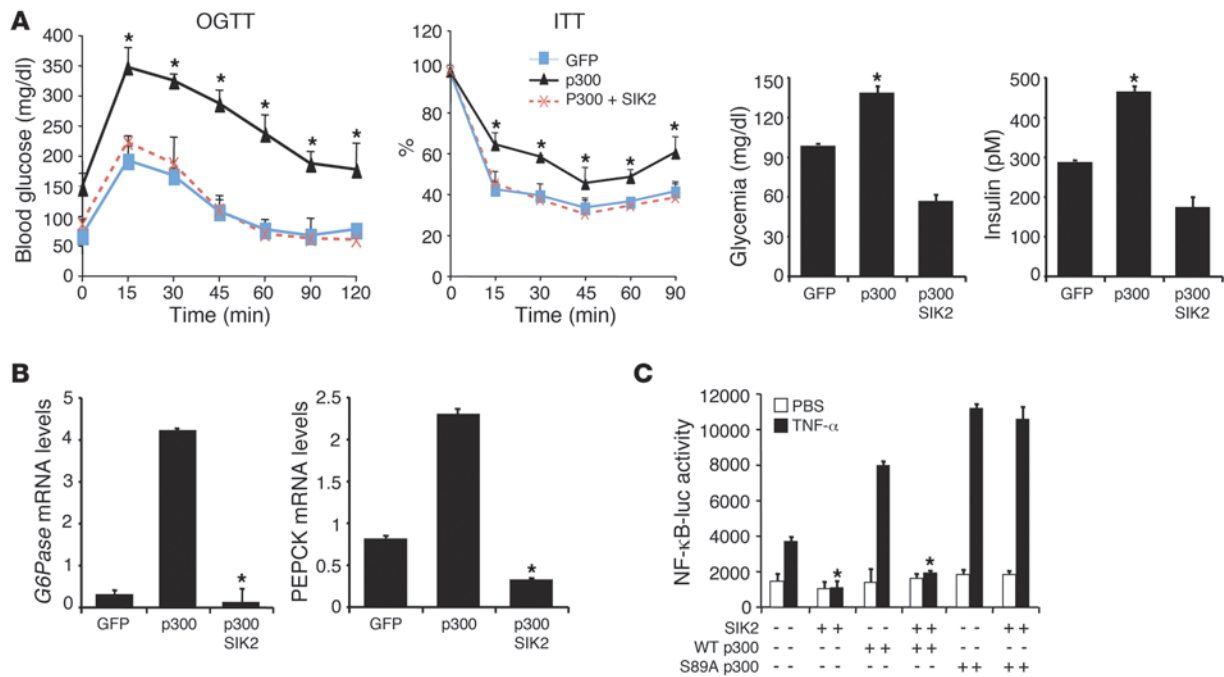 A
OGTT
Blood glucose (mg/dl)
400
350
300
250
200
150
100
50
0
* * * * * * *
0 15 30 45 60 90 120
Time (min)
ITT
%
120
100
80
60
40
20
0
GFP
p300
P300 + SIK2
* * * * *
0 15 30 45 60 90
Time (min)
Glycemia (mg/dl)
150
120
90
60
30
0
*
GFP p300 p300
SIK2
Insulin (pM)
500
400
300
200
100
0
*
GFP p300 p300
SIK2
B
G6Pase mRNA levels
5
4
3
2
1
0
*
GFP p300 p300
SIK2
PEPCK mRNA levels
2.5
2
1.5
1
0.5
0
*
GFP p300 p300
SIK2
C
NF-κB-luc activity
12000
10000
8000
6000
4000
2000
0
PBS
TNF-α
* *
SIK2 - - + + - - + + - - + +
WT p300 - - - - + + + + - - - -
S89A p300 - - - - - - - - + + + +